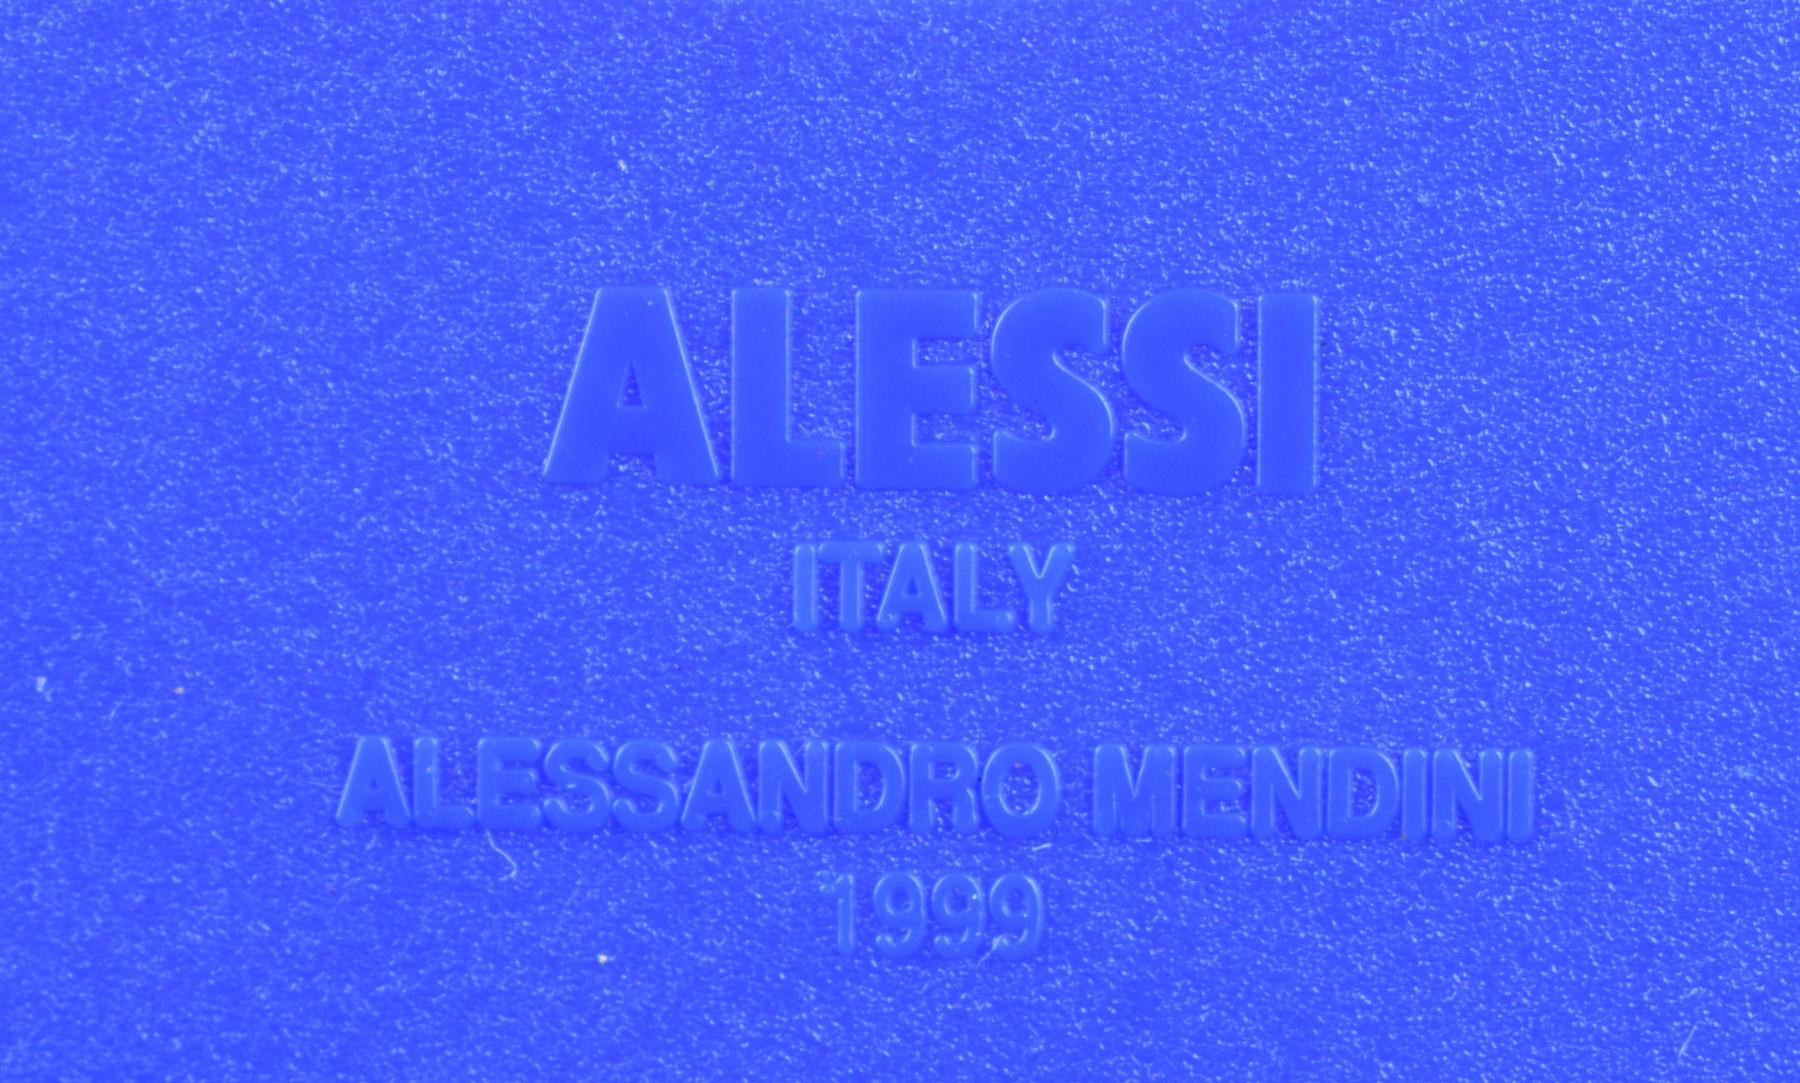 ALESSI
ITALY
ALESSANDRO MENDINI
1999